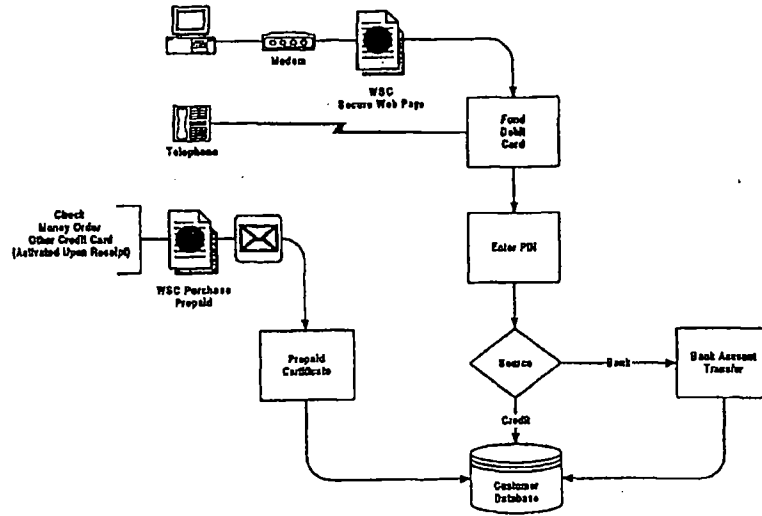 Modem
WSC
Secure Web Page
Telephone
Fund
Debit
Card
Check
Money Order
Other Credit Card
(Activated Upon Receipt)
WSC Purchase
Prepaid
Enter PIN
Prepaid
Certificate
Source
Bank
Bank Account
Transfer
Credit
Customer
Database